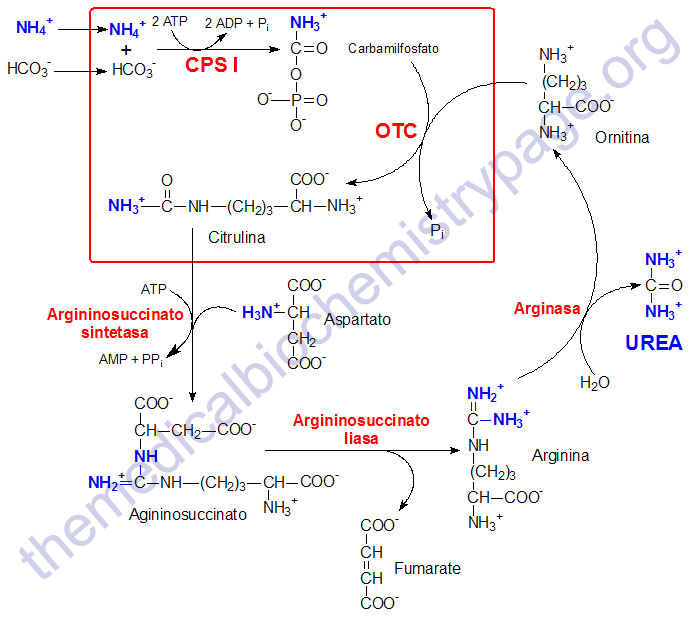 NH4+ NH4+ 2 ATP 2 ADP + Pi NH3+
+
HCO3- HCO3- CPS I C=O
O
O- P=O
O-
Carbamilfosfato
NH3+
(CH2)3
CH COO-
NH3+
Ornitina
OTC
O COO-
NH3+ C NH (CH2)3 CH NH3+
Citrulina
Pi
ATP
Argininosuccinato
sintetasa
AMP + PPi
COO-
H3N+ CH
CH2
COO-
Aspartato
Arginasa
NH3+
C=O
NH3+
UREA
H2O
COO-
CH CH2 COO-
NH
NH2+ C NH (CH2)3 CH COO-
NH3+
Agininosuccinato
Argininosuccinato
liasa
NH2+
C NH3+
NH
(CH2)3
CH COO-
NH3+
Arginina
COO-
CH
CH
COO-
Fumarate
themedicalbiochemistrypage.org